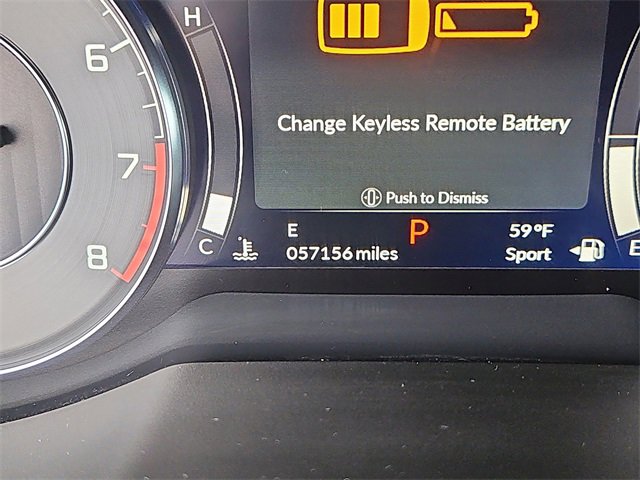 H
6
7
8
C
Change Keyless Remote Battery
Push to Dismiss
E P 59°F
057156 miles Sport
E